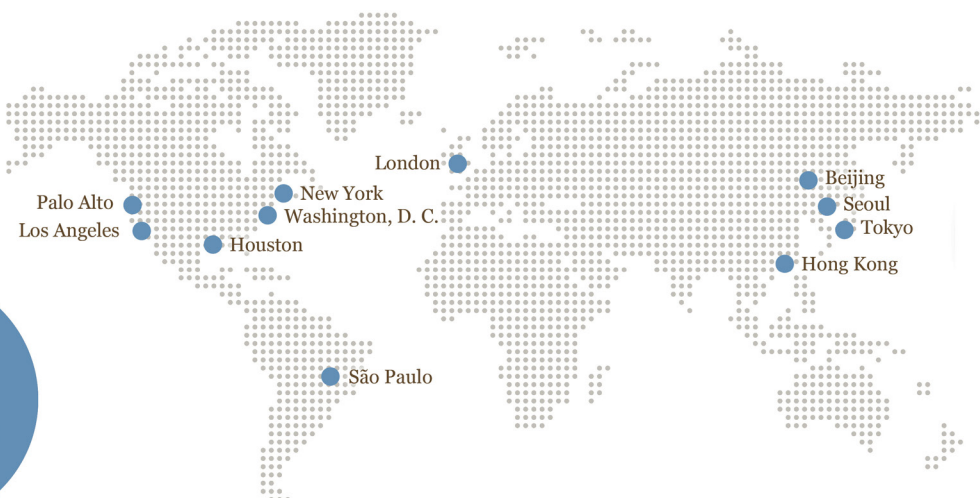 London
Beijing
New York
Palo Alto
Seoul
Washington, D. C.
Los Angeles
Tokyo
Houston
Hong Kong
São Paulo